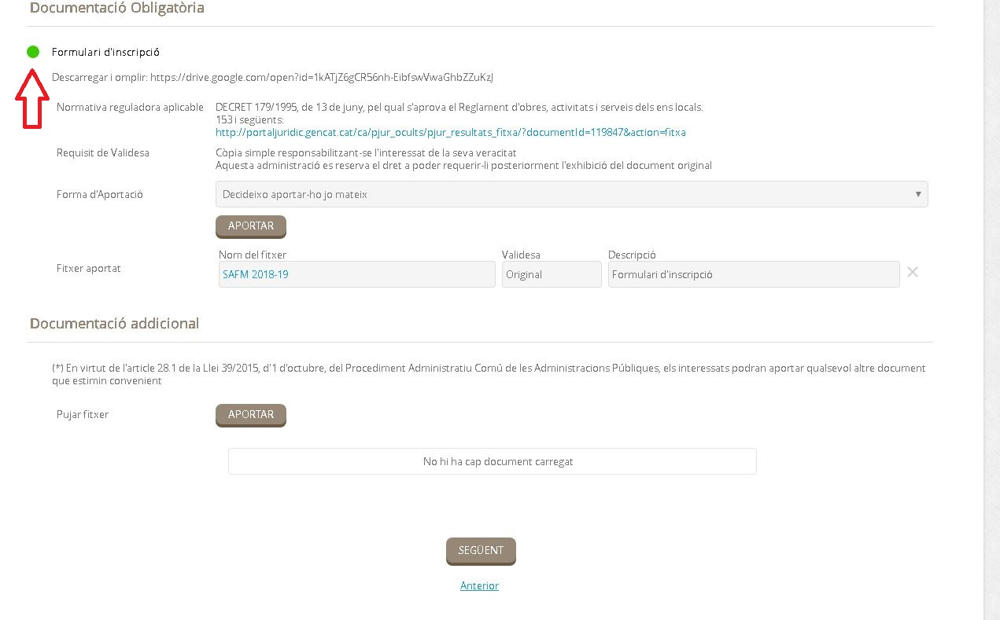 Documentació Obligatòria
Formulari d'inscripció
Descarregar i omplir: https://drive.google.com/open?id=1kATjZ6gCR56nh-EibfswVwaGhbZZuKzJ
Normativa reguladora aplicable
DECRET 179/1995, de 13 de juny, pel qual s'aprova el Reglament d'obres, activitats i serveis dels ens locals.
153 i següents:
http://portaljuridic.gencat.cat/ca/pjur_ocults/pjur_resultats_fitxa/?documentId=119847&action=fitxa
Requisit de Validesa
Còpia simple responsabilitzant-se l'interessat de la seva veracitat
Aquesta administració es reserva el dret a poder requerir-li posteriorment l'exhibició del document original
Forma d'Aportació
Decideixo aportar-ho jo mateix
APORTAR
Nom del fitxer
Validesa
Descripció
Fitxer aportat
SAFM 2018-19
Original
Formulari d'inscripció
Documentació addicional
(*) En virtut de l'article 28.1 de la Llei 39/2015, d'1 d'octubre, del Procediment Administratiu Comú de les Administracions Públiques, els interessats podran aportar qualsevol altre document
que estimin convenient
Pujar fitxer
APORTAR
No hi ha cap document carregat
SEGÜENT
Anterior